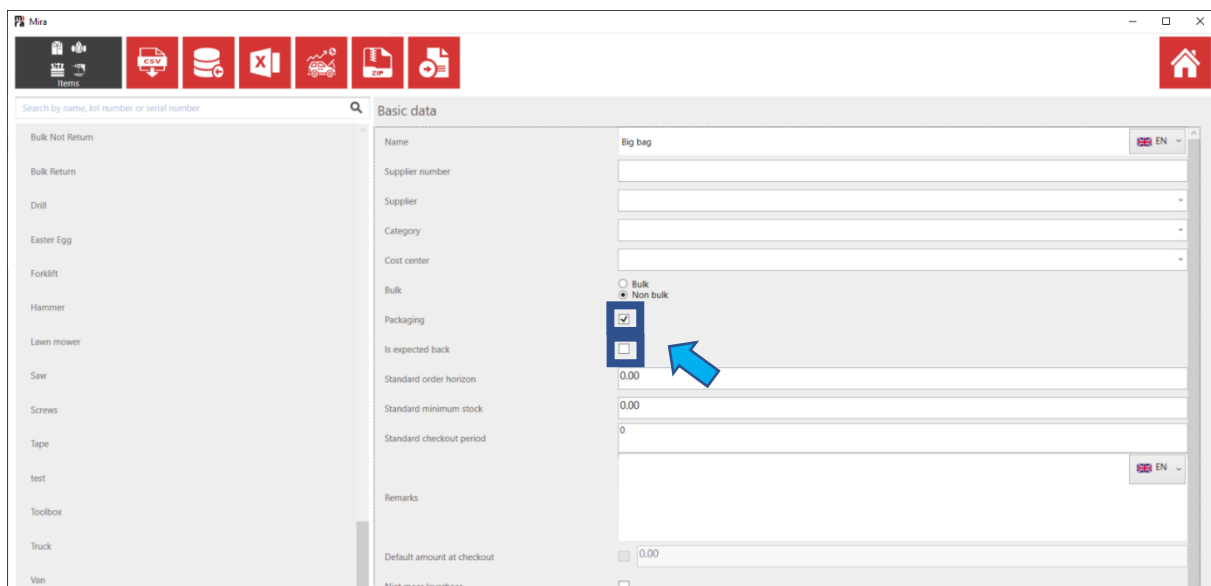 mi ra Mira
Items
CSV
X
ZIP
Search by name, lot number or serial number
Bulk Not Return
Bulk Return
Drill
Easter Egg
Forklift
Hammer
Lawn mower
Saw
Screws
Tape
test
Toolbox
Truck
Van
Basic data
Name Big bag EN
Supplier number
Supplier
Category
Cost center
Bulk Bulk
Non bulk
Packaging
Is expected back
Standard order horizon 0.00
Standard minimum stock 0.00
Standard checkout period 0
EN
Remarks
Default amount at checkout 0.00